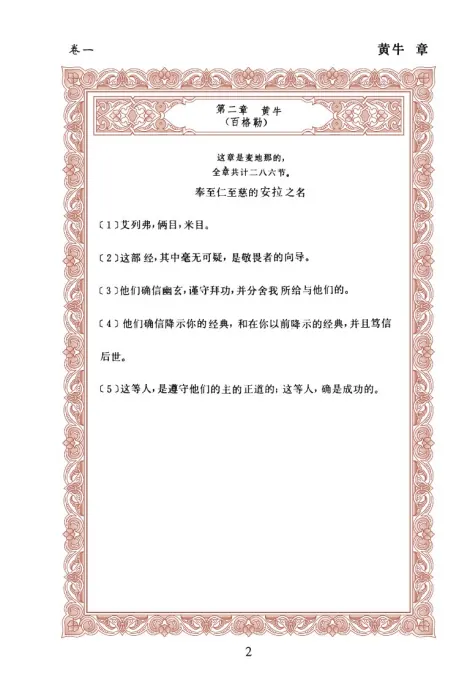 卷一
黄牛 章
第二章 黄牛
(百格勒)
这章是麦地那的，
全章共计二八六节。
奉至仁至慈的安拉之名
〔1〕艾列弗，俩目，米目。
〔2〕这部经，其中毫无可疑，是敬畏者的向导。
〔3〕他们确信幽玄，谨守拜功，并分舍我所给与他们的。
〔4〕他们确信降示你的经典，和在你以前降示的经典，并且笃信
后世。
〔5〕这等人，是遵守他们的主的正道的；这等人，确是成功的。
2